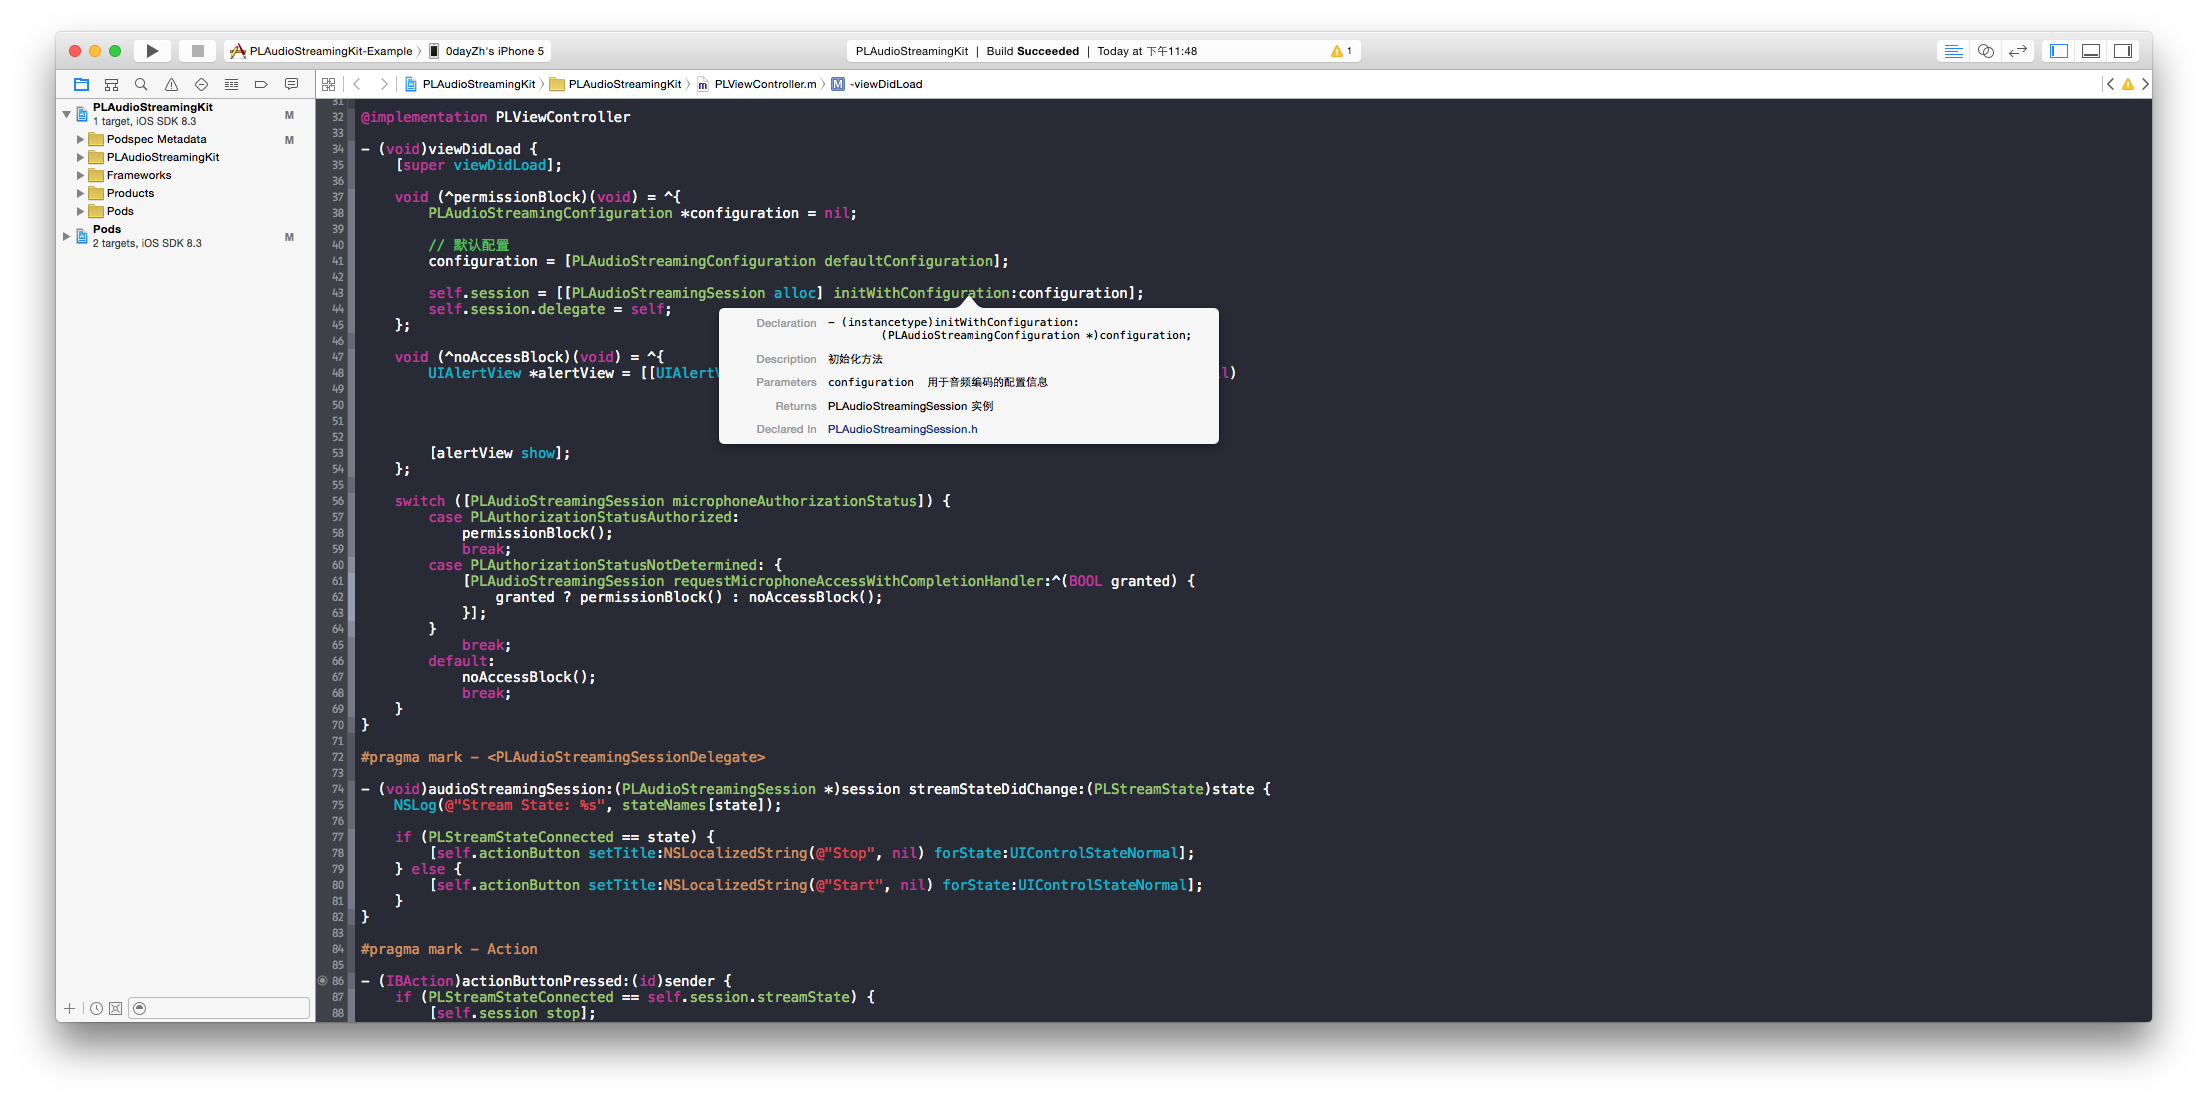 PLAudioStreamingKit-Example 〉 0dayZh's iPhone 5
PLAudioStreamingKit | Build Succeeded | Today at 下午11:48
1
PLAudioStreamingKit 〉 PLAudioStreamingKit 〉 m PLViewController.m 〉 M -viewDidLoad
PLAudioStreamingKit
1 target, iOS SDK 8.3
M
Podspec Metadata
M
PLAudioStreamingKit
Frameworks
Products
Pods
Pods
2 targets, iOS SDK 8.3
M
31
32 @implementation PLViewController
33
34 - (void)viewDidLoad {
35 [super viewDidLoad];
36
37 void (^permissionBlock)(void) = ^{
38 PLAudioStreamingConfiguration *configuration = nil;
39
40 // 默认配置
41 configuration = [PLAudioStreamingConfiguration defaultConfiguration];
42
43 self.session = [[PLAudioStreamingSession alloc] initWithConfiguration:configuration];
44 self.session.delegate = self;
45 };
46
47 void (^noAccessBlock)(void) = ^{
48 UIAlertView *alertView = [[UIAlertV l)
49
50
51
52
53 [alertView show];
54 };
55
56 switch ([PLAudioStreamingSession microphoneAuthorizationStatus]) {
57 case PLAuthorizationStatusAuthorized:
58 permissionBlock();
59 break;
60 case PLAuthorizationStatusNotDetermined: {
61 [PLAudioStreamingSession requestMicrophoneAccessWithCompletionHandler:^(BOOL granted) {
62 granted ? permissionBlock() : noAccessBlock();
63 }];
64 }
65 break;
66 default:
67 noAccessBlock();
68 break;
69 }
70 }
71
72 #pragma mark - <PLAudioStreamingSessionDelegate>
73
74 - (void)audioStreamingSession:(PLAudioStreamingSession *)session streamStateDidChange:(PLStreamState)state {
75 NSLog(@"Stream State: %s", stateNames[state]);
76
77 if (PLStreamStateConnected == state) {
78 [self.actionButton setTitle:NSLocalizedString(@"Stop", nil) forState:UIControlStateNormal];
79 } else {
80 [self.actionButton setTitle:NSLocalizedString(@"Start", nil) forState:UIControlStateNormal];
81 }
82 }
83
84 #pragma mark - Action
85
86 - (IBAction)actionButtonPressed:(id)sender {
87 if (PLStreamStateConnected == self.session.streamState) {
88 [self.session stop];
Declaration - (instancetype)initWithConfiguration:
(PLAudioStreamingConfiguration *)configuration;
Description 初始化方法
Parameters configuration 用于音频编码的配置信息
Returns PLAudioStreamingSession 实例
Declared In PLAudioStreamingSession.h